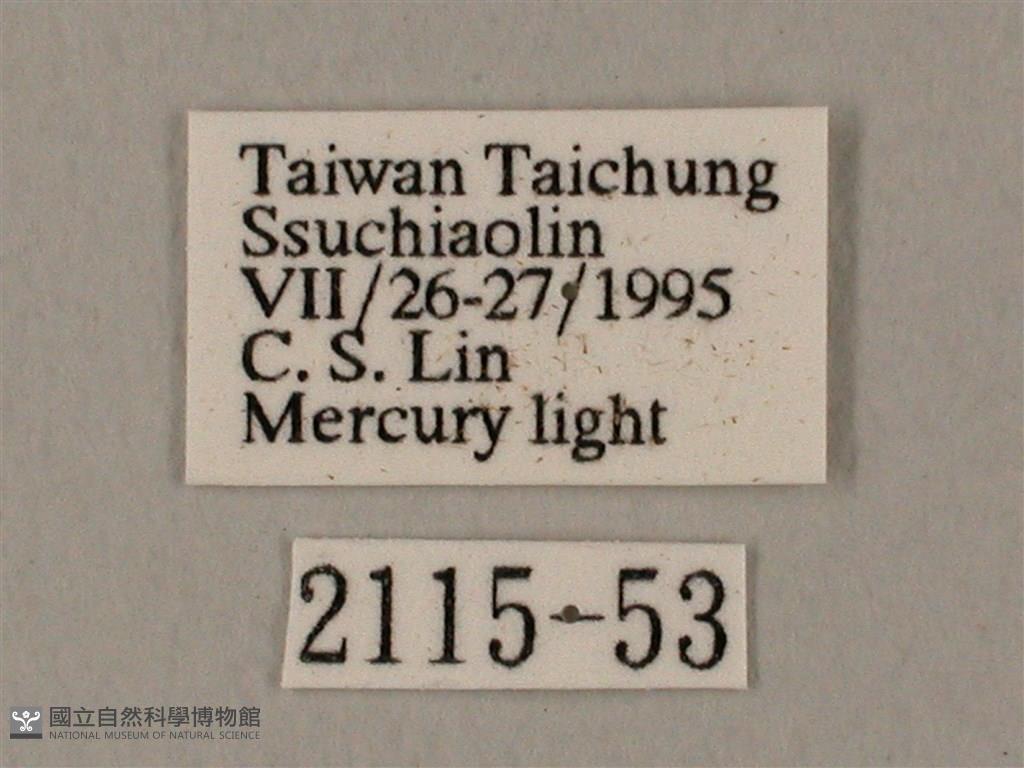 Taiwan Taichung
Ssuchiaolin
VII/26-27/1995
C. S. Lin
Mercury light
2115-53
國立自然科學博物館
NATIONAL MUSEUM OF NATURAL SCIENCE